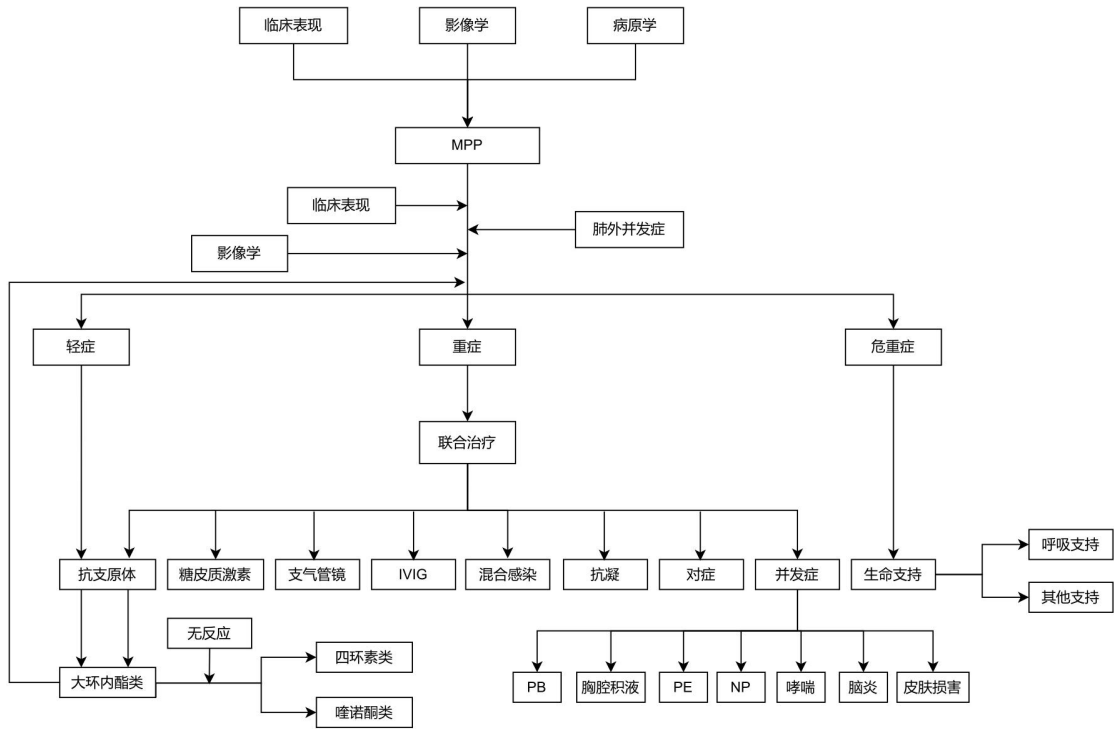 临床表现
影像学
病原学
MPP
临床表现
肺外并发症
影像学
轻症
重症
危重症
联合治疗
抗支原体
糖皮质激素
支气管镜
IVIG
混合感染
抗凝
对症
并发症
生命支持
呼吸支持
其他支持
无反应
大环内酯类
四环素类
喹诺酮类
PB
胸腔积液
PE
NP
哮喘
脑炎
皮肤损害